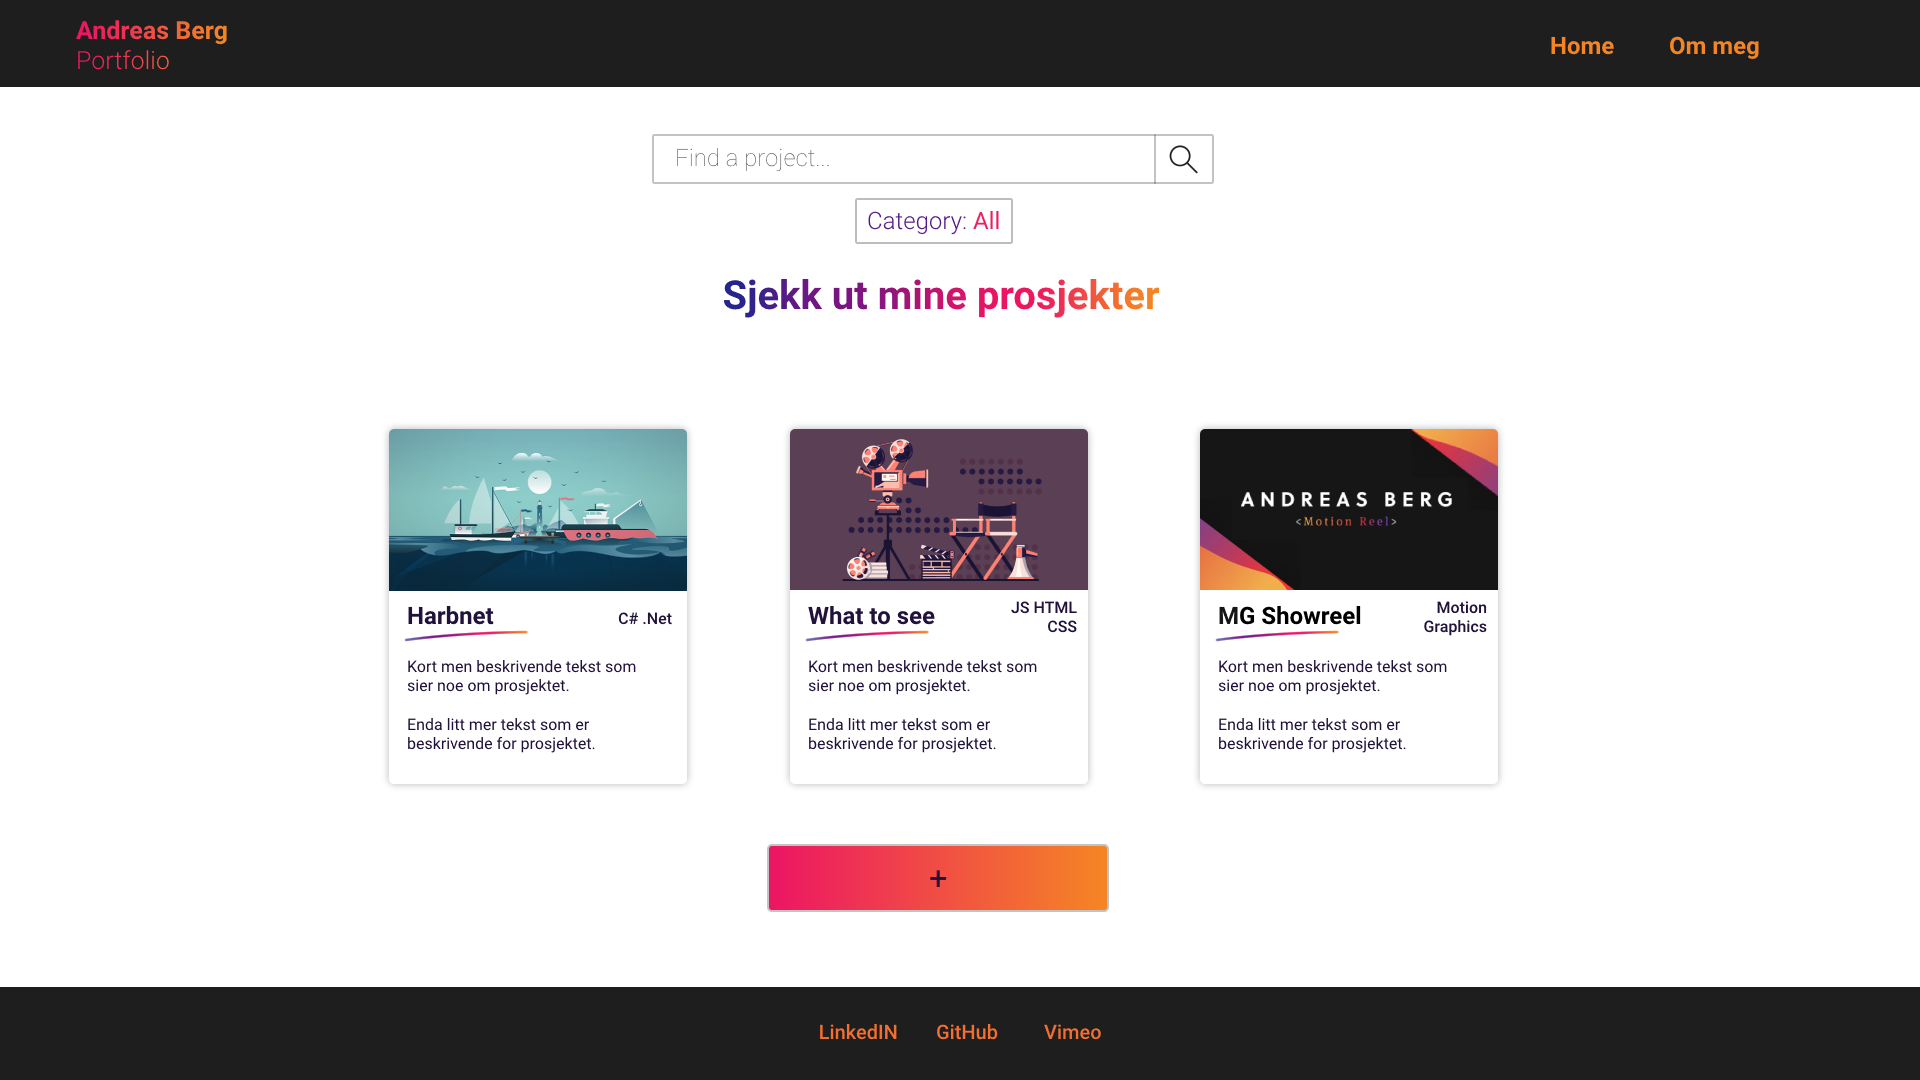 Andreas Berg
Portfolio
Home
Om meg
Find a project...
Category: All
Sjekk ut mine prosjekter
Harbnet
C# .Net
Kort men beskrivende tekst som
sier noe om prosjektet.
Enda litt mer tekst som er
beskrivende for prosjektet.
What to see
JS HTML
CSS
Kort men beskrivende tekst som
sier noe om prosjektet.
Enda litt mer tekst som er
beskrivende for prosjektet.
ANDREAS BERG
<Motion Reel>
MG Showreel
Motion
Graphics
Kort men beskrivende tekst som
sier noe om prosjektet.
Enda litt mer tekst som er
beskrivende for prosjektet.
+
LinkedIN
GitHub
Vimeo